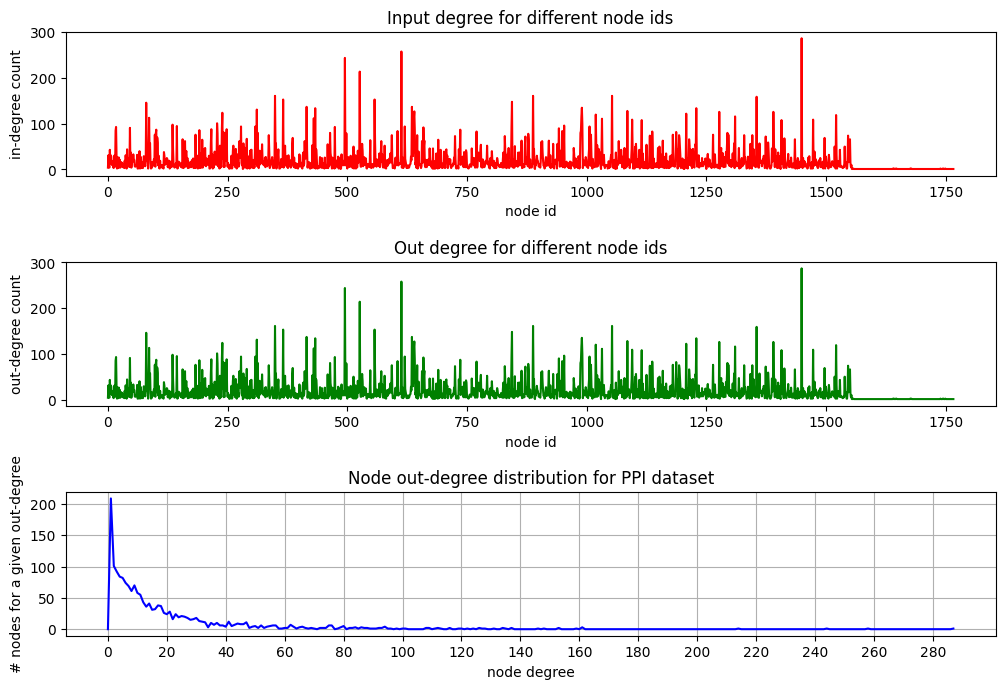 Input degree for different node ids
in-degree count
300
200
100
0
0 250 500 750 1000 1250 1500 1750
node id
Out degree for different node ids
out-degree count
300
200
100
0
0 250 500 750 1000 1250 1500 1750
node id
Node out-degree distribution for PPI dataset
# nodes for a given out-degree
200
150
100
50
0
0 20 40 60 80 100 120 140 160 180 200 220 240 260 280
node degree